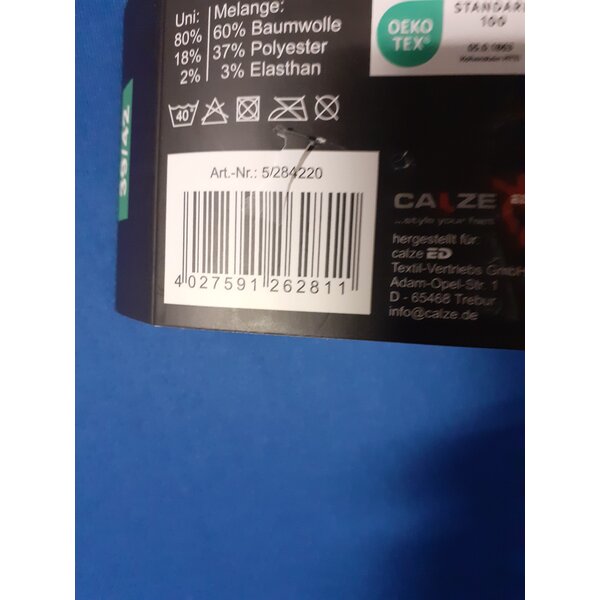 Uni: Melange:
80% 60% Baumwolle
18% 37% Polyester
2% 3% Elasthan
40°
39/42
OEKO
TEX®
STANDARD
100
Art.-Nr.: 5/284220
4 027591 262811
CALZE
...style your feet
hergestellt für:
calze ED
Textil-Vertriebs GmbH
Adam-Opel-Str. 1
D - 65468 Trebur
info@calze.de